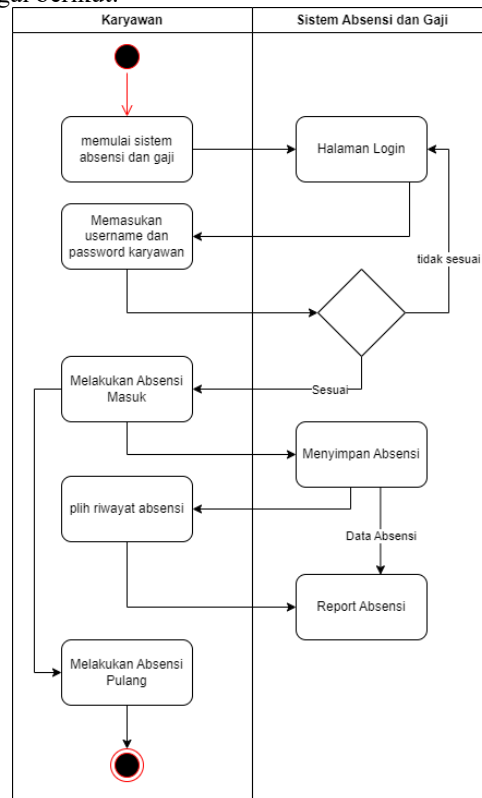 gai berikut:
Karyawan
Sistem Absensi dan Gaji
memulai sistem
absensi dan gaji
Halaman Login
Memasukan
username dan
password karyawan
tidak sesuai
Melakukan Absensi
Masuk
Sesuai
Menyimpan Absensi
plih riwayat absensi
Data Absensi
Report Absensi
Melakukan Absensi
Pulang